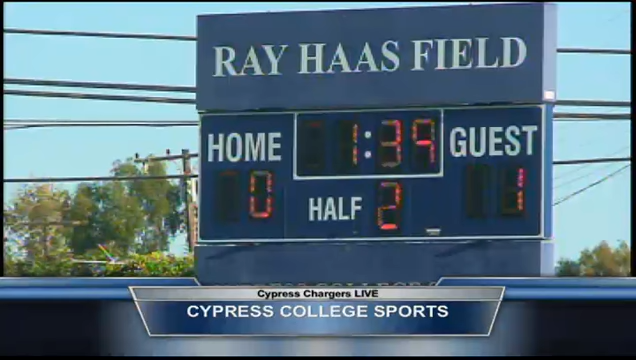 RAY HAAS FIELD
HOME 1:39 GUEST
0 HALF 2 1
Cypress Chargers LIVE
CYPRESS COLLEGE SPORTS